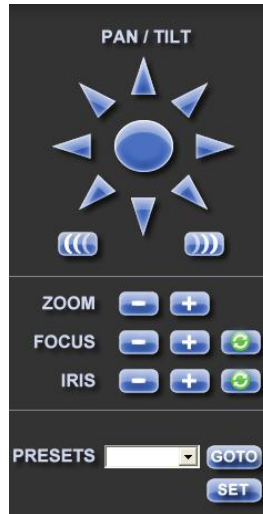 PAN / TILT
ZOOM - +
FOCUS - +
IRIS - +
PRESETS GOTO
SET